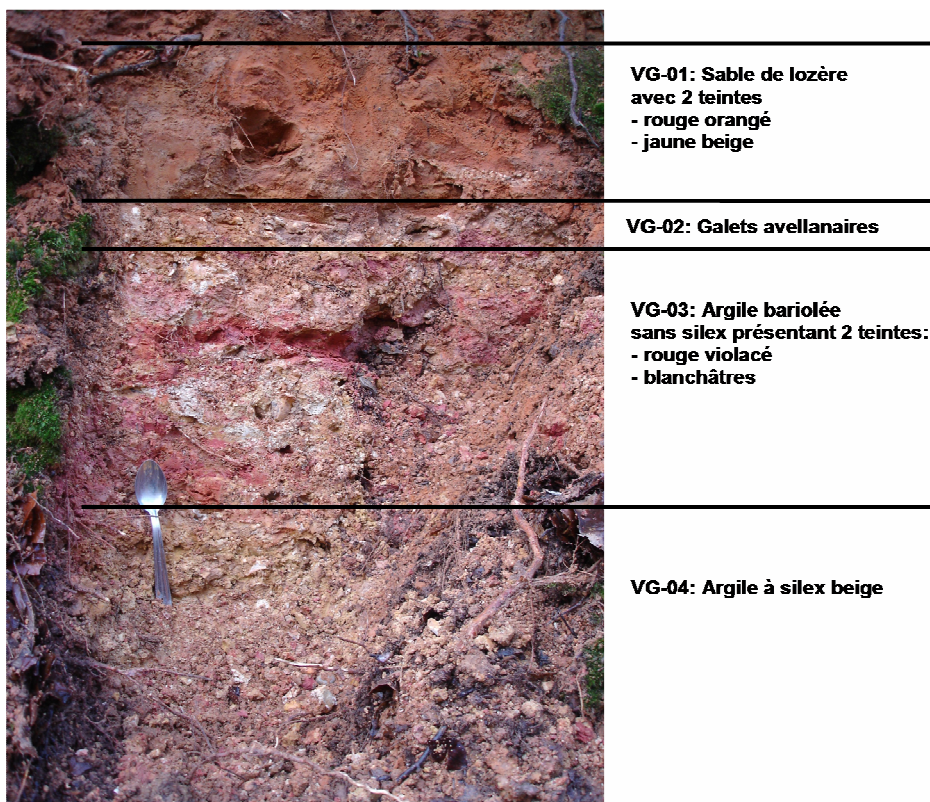 VG-01: Sable de lozère
avec 2 teintes
- rouge orangé
- jaune beige
VG-02: Galets avellanaires
VG-03: Argile bariolée
sans silex présentant 2 teintes:
- rouge violacé
- blanchâtres
VG-04: Argile à silex beige